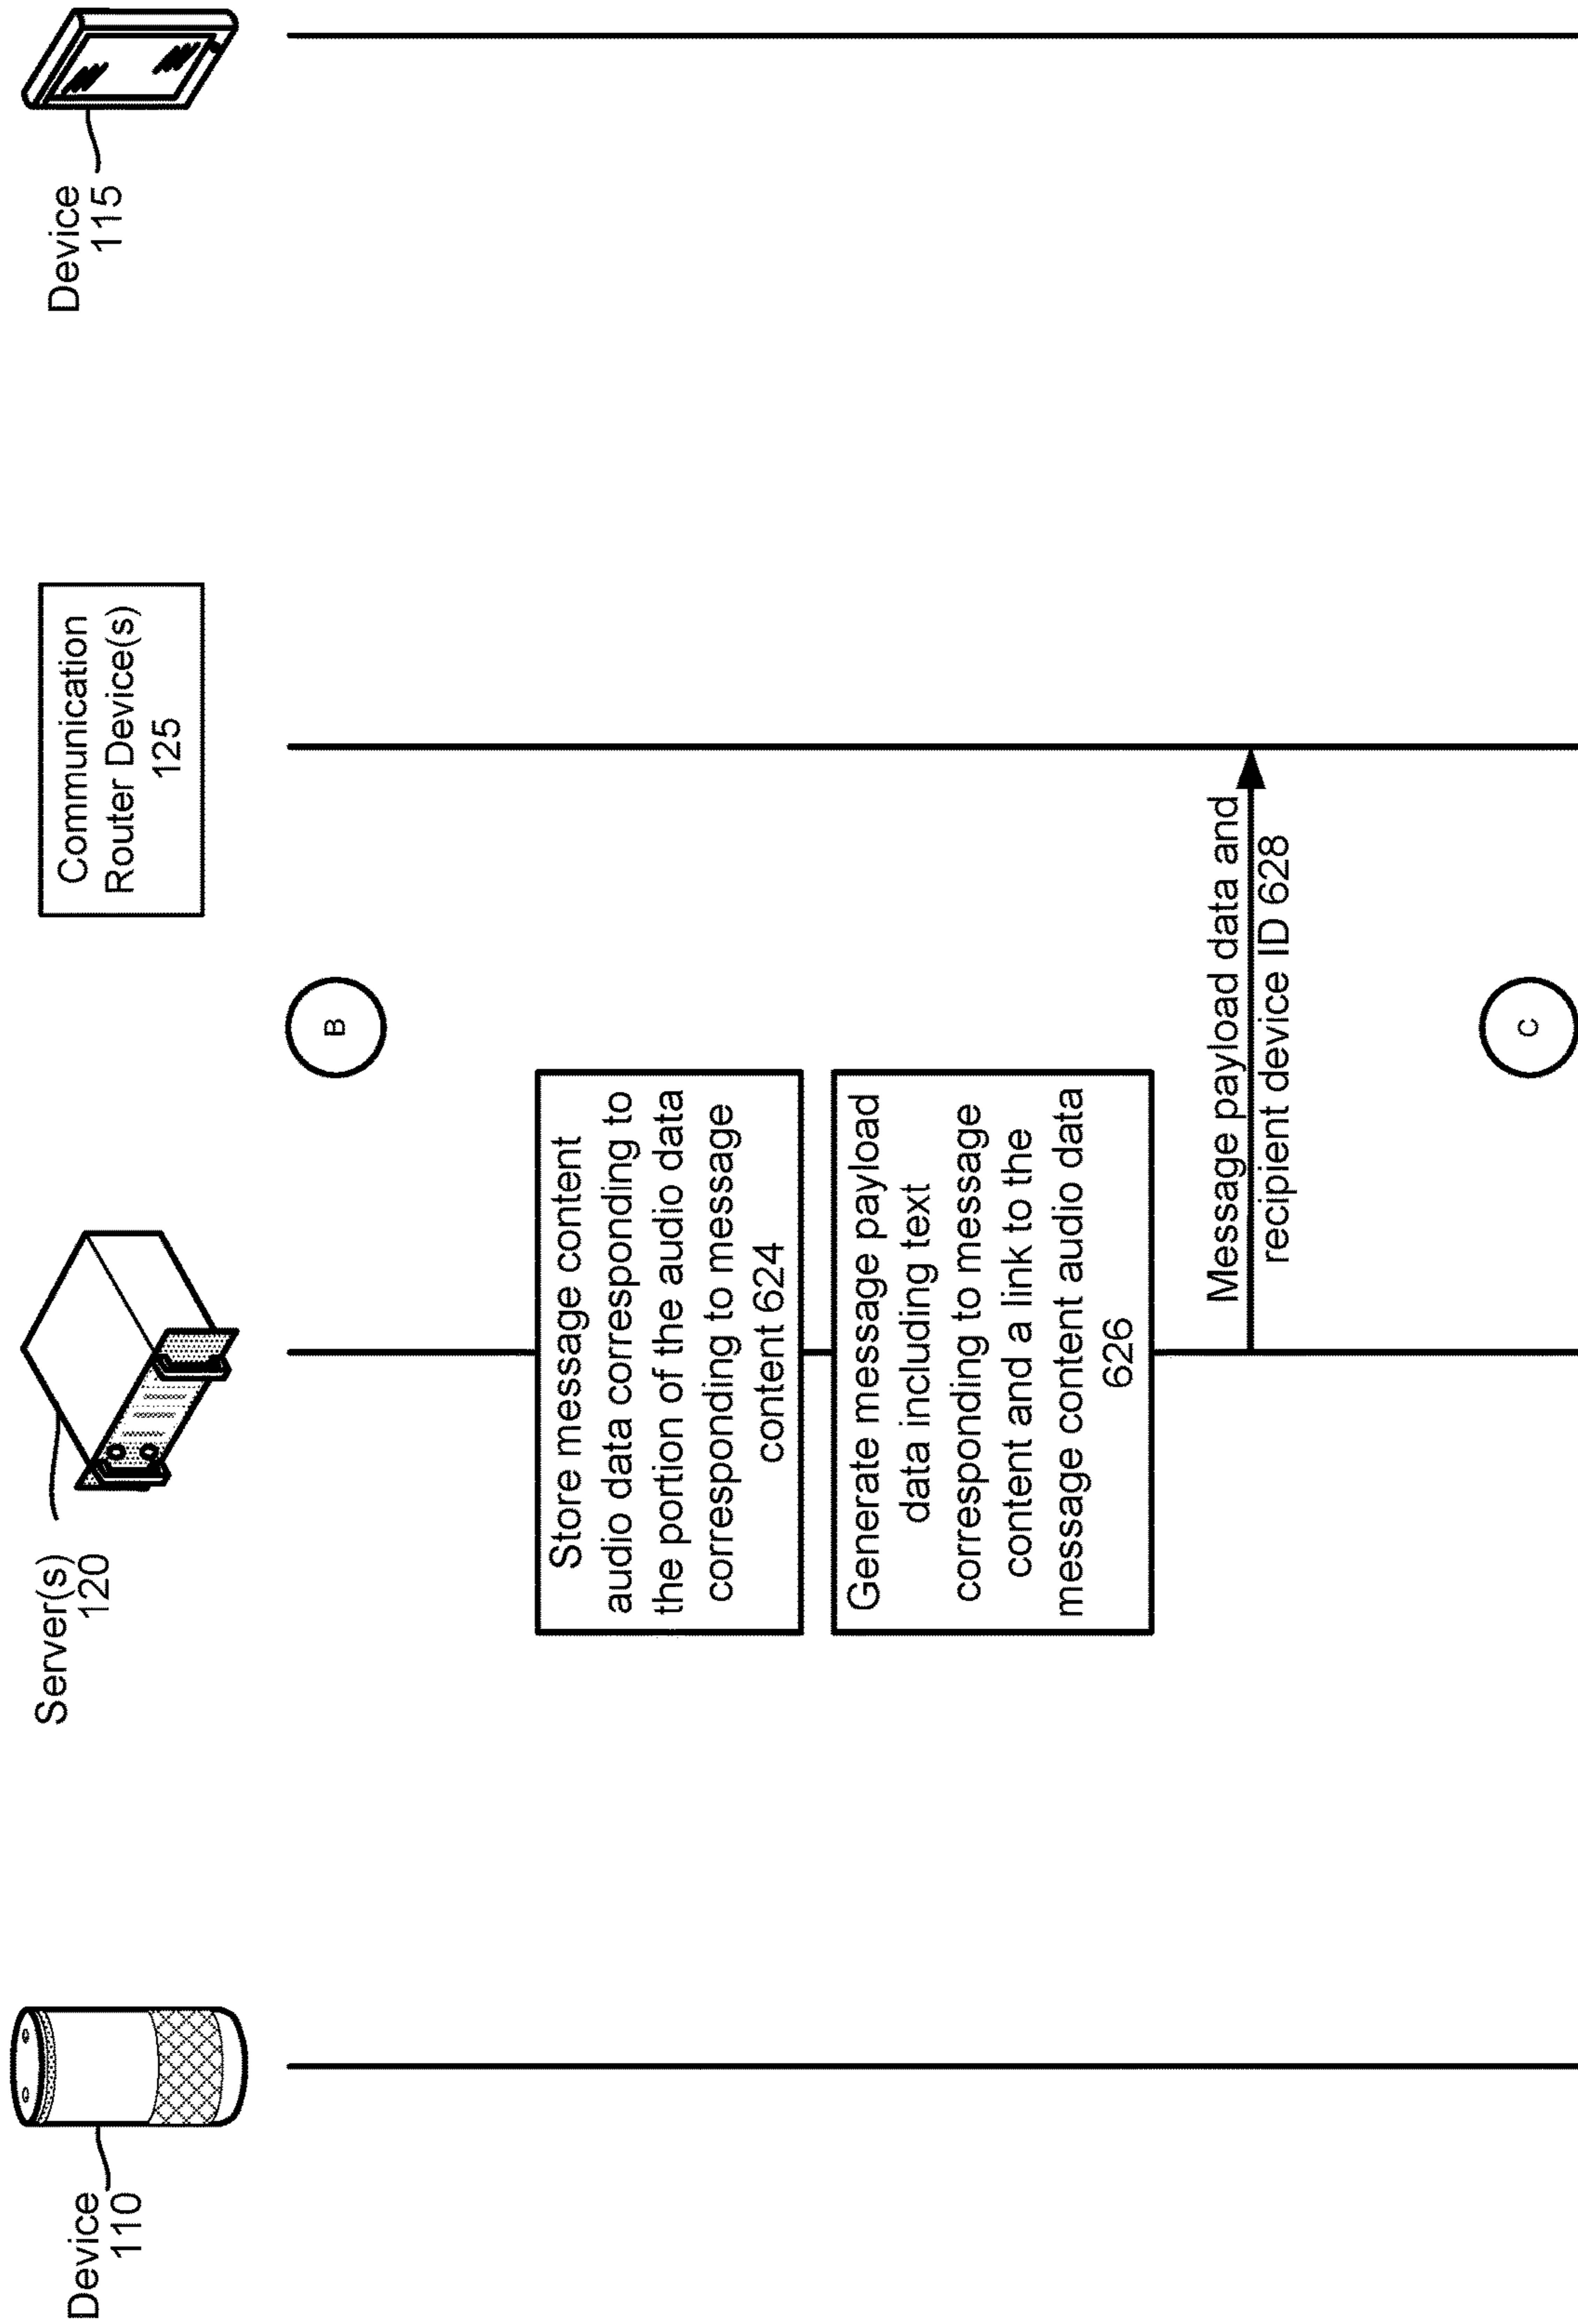 Device
110
Server(s)
120
Communication
Router Device(s)
125
Device
115
B
Store message content
audio data corresponding to
the portion of the audio data
corresponding to message
content 624
Generate message payload
data including text
corresponding to message
content and a link to the
message content audio data
626
Message payload data and
recipient device ID 628
C